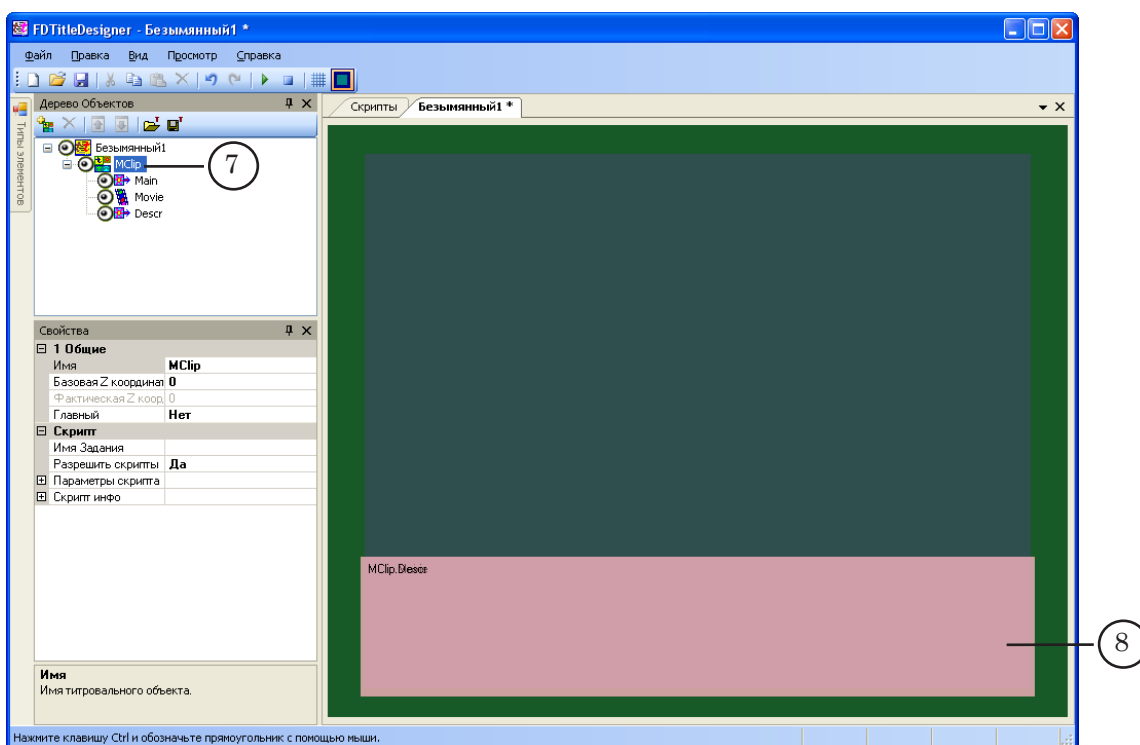 FDTitleDesigner - Безымянный1 *
Файл Правка Вид Просмотр Справка
Дерево Объектов
Скрипты Безымянный1 *
Типы элементов
Безымянный1
MClip
7
Main
Movie
Descr
Свойства
1 Общие
Имя MClip
Базовая Z координат 0
Фактическая Z коор, 0
Главный Нет
Скрипт
Имя Задания
Разрешить скрипты Да
Параметры скрипта
Скрипт инфо
8
Имя
Имя титровального объекта.
Нажмите клавишу Ctrl и обозначьте прямоугольник с помощью мыши.